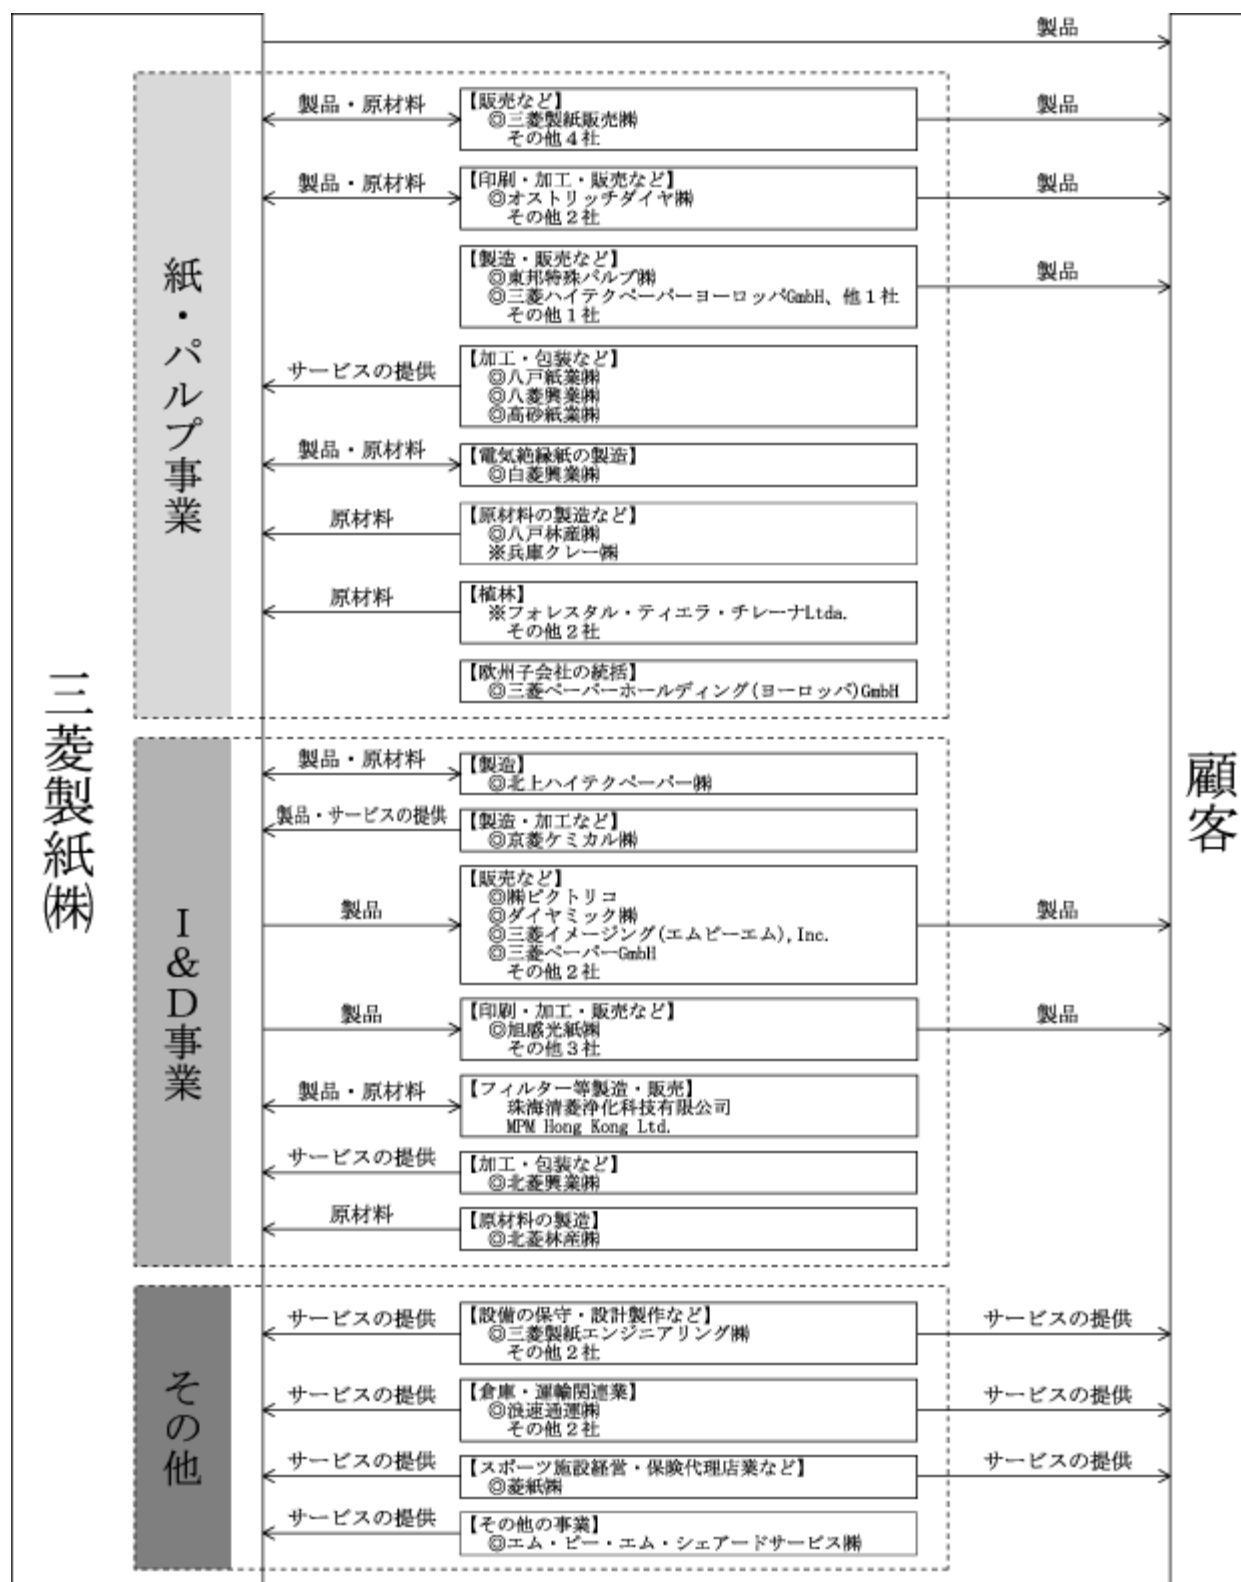 三菱製紙㈱
製品
顧客
紙・パルプ事業
製品・原材料
【販売など】
◎三菱製紙販売㈱
その他４社
製品
製品・原材料
【印刷・加工・販売など】
◎オストリッチダイヤ㈱
その他２社
製品
【製造・販売など】
◎東邦特殊パルプ㈱
◎三菱ハイテクペーパーヨーロッパGmbH、他１社
その他１社
製品
サービスの提供
【加工・包装など】
◎八戸紙業㈱
◎八菱興業㈱
◎高砂紙業㈱
製品・原材料
【電気絶縁紙の製造】
◎白菱興業㈱
原材料
【原材料の製造など】
◎八戸林産㈱
※兵庫クレー㈱
原材料
【植林】
※フォレスタル・ティエラ・チレーナLtda.
その他２社
【欧州子会社の統括】
◎三菱ペーパーホールディング(ヨーロッパ)GmbH
I&D事業
製品・原材料
【製造】
◎北上ハイテクペーパー㈱
製品・サービスの提供
【製造・加工など】
◎京菱ケミカル㈱
製品
【販売など】
◎㈱ピクトリコ
◎ダイヤミック㈱
◎三菱イメージング(エムピーエム),Inc.
◎三菱ペーパーGmbH
その他２社
製品
製品
【印刷・加工・販売など】
◎旭感光紙㈱
その他３社
製品
製品・原材料
【フィルター等製造・販売】
珠海清菱浄化科技有限公司
MPM Hong Kong Ltd.
サービスの提供
【加工・包装など】
◎北菱興業㈱
原材料
【原材料の製造】
◎北菱林産㈱
その他
サービスの提供
【設備の保守・設計製作など】
◎三菱製紙エンジニアリング㈱
その他２社
サービスの提供
サービスの提供
【倉庫・運輸関連業】
◎浪速通運㈱
その他２社
サービスの提供
サービスの提供
【スポーツ施設経営・保険代理店業など】
◎菱紙㈱
サービスの提供
サービスの提供
【その他の事業】
◎エム・ピー・エム・シェアードサービス㈱